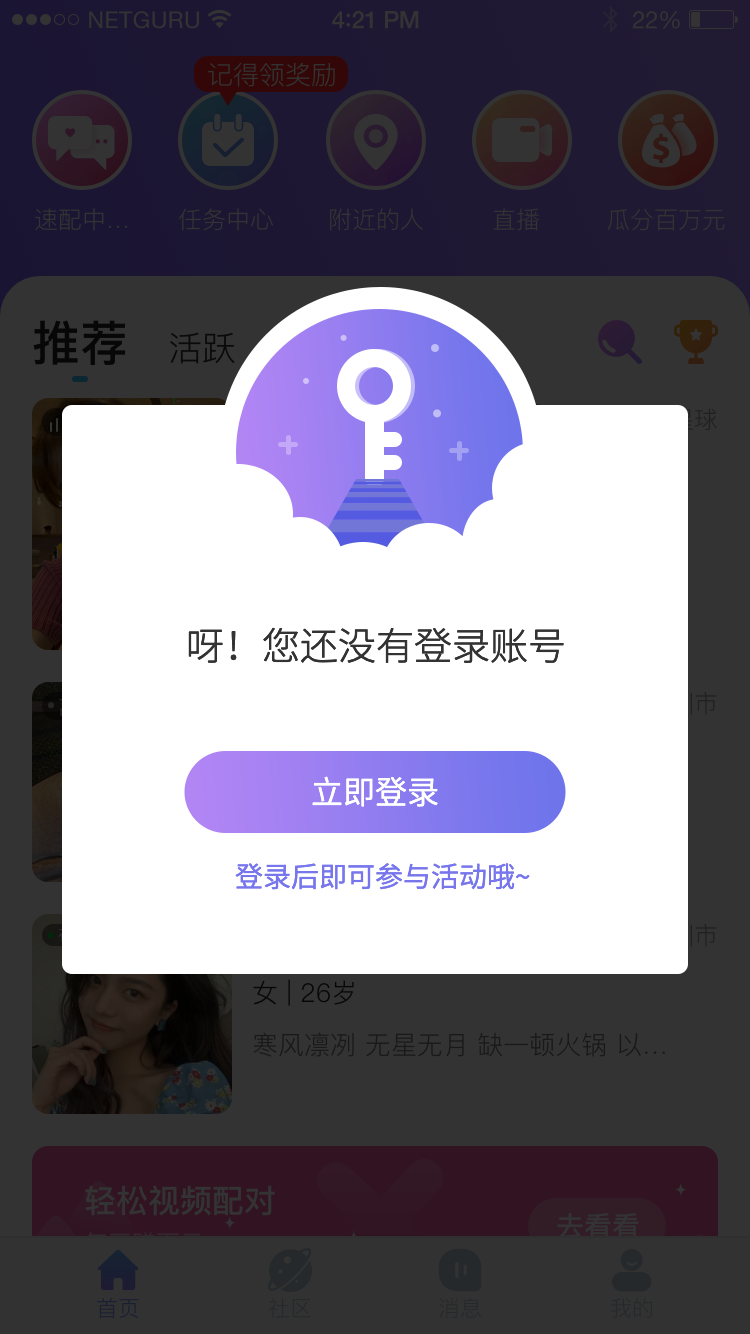 NETGURU 4:21 PM 22%
记得领奖励
速配中... 任务中心 附近的人 直播 瓜分百万元
推荐 活跃
球
呀！您还没有登录账号
市
立即登录
登录后即可参与活动哦~
市
女 | 26岁
寒风凛冽 无星无月 缺一顿火锅 以...
轻松视频配对
去看看
首页 社区 消息 我的